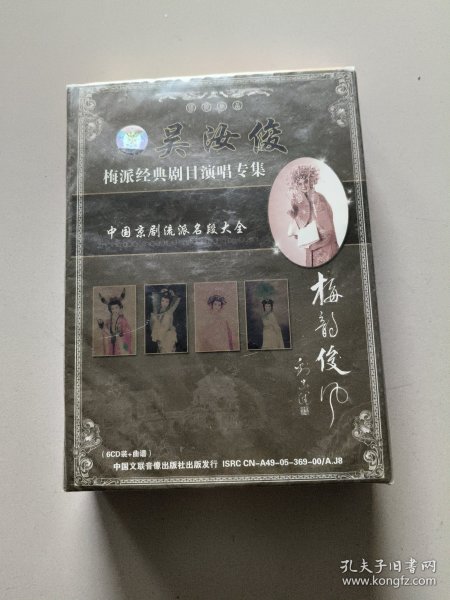 吴汝俊
梅派经典剧目演唱专集
中国京剧流派名段大全
梅韵俊风
(6CD装+曲谱)
中国文联音像出版社出版发行 ISRC CN-A49-05-369-00/A.J8
孔夫子旧书网
www.kongfz.com